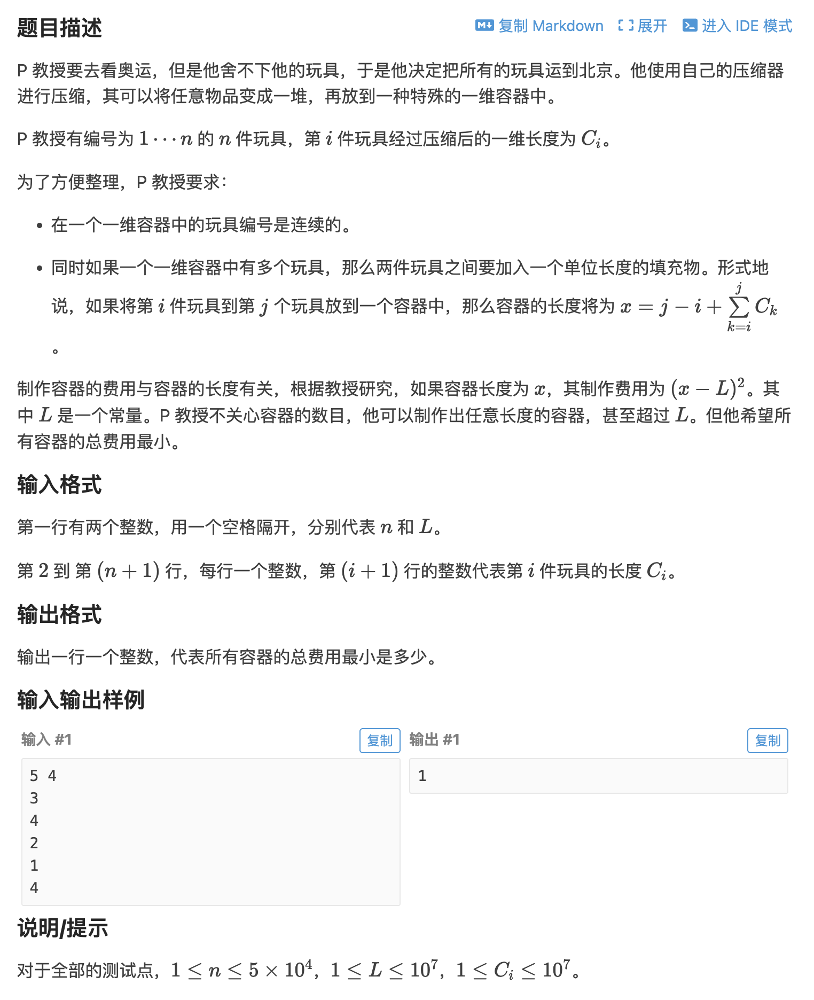 题目描述 复制 Markdown 展开 进入 IDE 模式
P 教授要去看奥运，但是他舍不下他的玩具，于是他决定把所有的玩具运到北京。他使用自己的压缩器
进行压缩，其可以将任意物品变成一堆，再放到一种特殊的一维容器中。
P 教授有编号为 1⋯n 的 n 件玩具，第 i 件玩具经过压缩后的一维长度为 C_i。
为了方便整理，P 教授要求：
• 在一个一维容器中的玩具编号是连续的。
• 同时如果一个一维容器中有多个玩具，那么两件玩具之间要加入一个单位长度的填充物。形式地
说，如果将第 i 件玩具到第 j 个玩具放到一个容器中，那么容器的长度将为 x = j − i + ∑_{k=i}^{j} C_k
。
制作容器的费用与容器的长度有关，根据教授研究，如果容器长度为 x，其制作费用为 (x − L)²。其
中 L 是一个常量。P 教授不关心容器的数目，他可以制作出任意长度的容器，甚至超过 L。但他希望所
有容器的总费用最小。
输入格式
第一行有两个整数，用一个空格隔开，分别代表 n 和 L。
第 2 到 第 (n + 1) 行，每行一个整数，第 (i + 1) 行的整数代表第 i 件玩具的长度 C_i。
输出格式
输出一行一个整数，代表所有容器的总费用最小是多少。
输入输出样例
输入 #1 复制 输出 #1 复制
5 4
3
4
2
1
4
1
说明/提示
对于全部的测试点，1 ≤ n ≤ 5 × 10⁴，1 ≤ L ≤ 10⁷，1 ≤ C_i ≤ 10⁷。